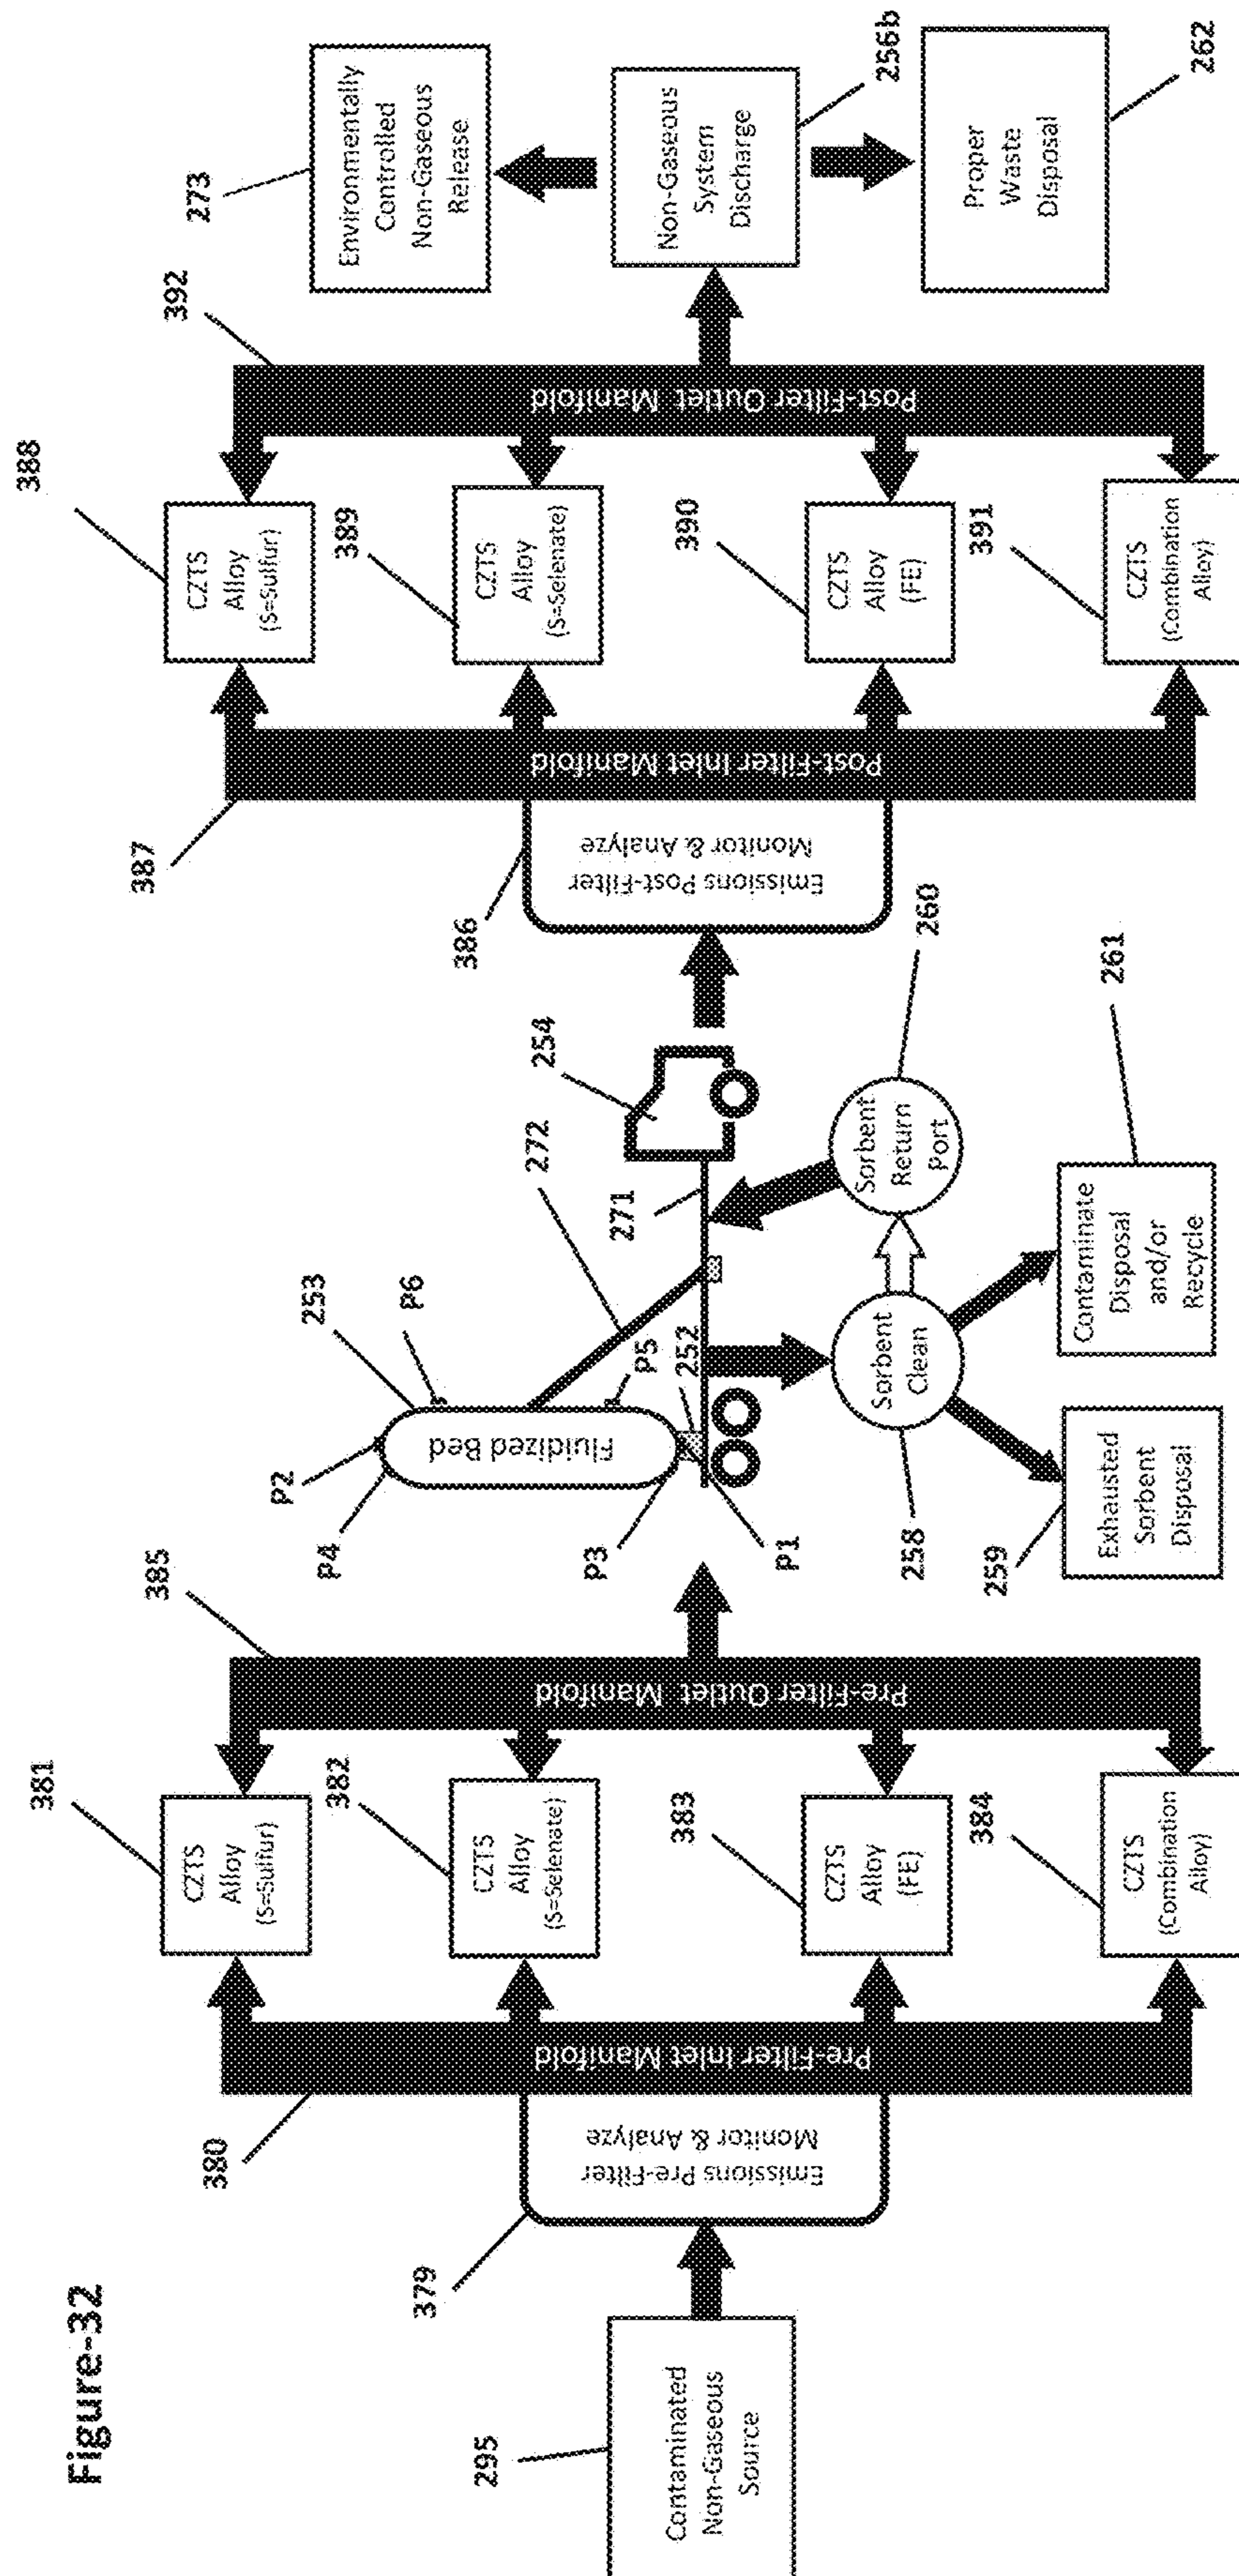 Figure-32
295
Contaminated
Non-Gaseous
Source
379
Emissions Pre-Filter
Monitor & Analyze
380
Pre-Filter Inlet Manifold
381
CZTS
Alloy
(S=Sulfur)
382
CZTS
Alloy
(S=Selenate)
383
CZTS
Alloy
(FE)
384
CZTS
(Combination
Alloy)
385
Pre-Filter Outlet Manifold
P2
P4
253
P6
Fluidized Bed
P3
P1
P5
252
272
271
254
258
Sorbent
Clean
Sorbent
Return
Port
260
259
Exhausted
Sorbent
Disposal
Contaminate
Disposal
and/or
Recycle
261
386
Emissions Post-Filter
Monitor & Analyze
387
Post-Filter Inlet Manifold
388
CZTS
Alloy
(S=Sulfur)
389
CZTS
Alloy
(S=Selenate)
390
CZTS
Alloy
(FE)
391
CZTS
(Combination
Alloy)
392
Post-Filter Outlet Manifold
273
Environmentally
Controlled
Non-Gaseous
Release
Non-Gaseous
System
Discharge
256b
Proper
Waste
Disposal
262